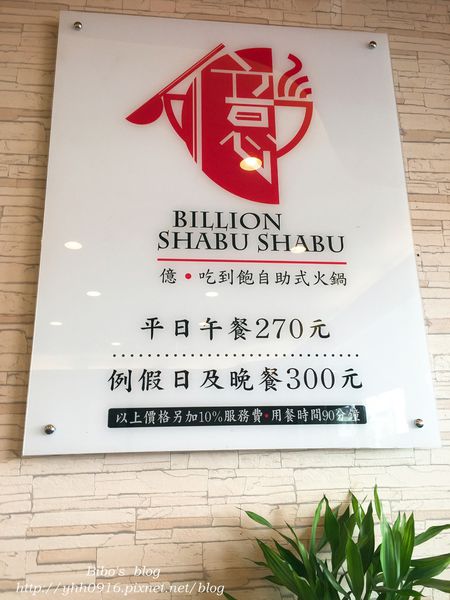 億
BILLION
SHABU SHABU
億•吃到飽自助式火鍋
平日午餐270元
例假日及晚餐300元
以上價格另加10%服務費•用餐時間90分鐘
Bibo's blog
http://yhh0916.pixnet.net/blog